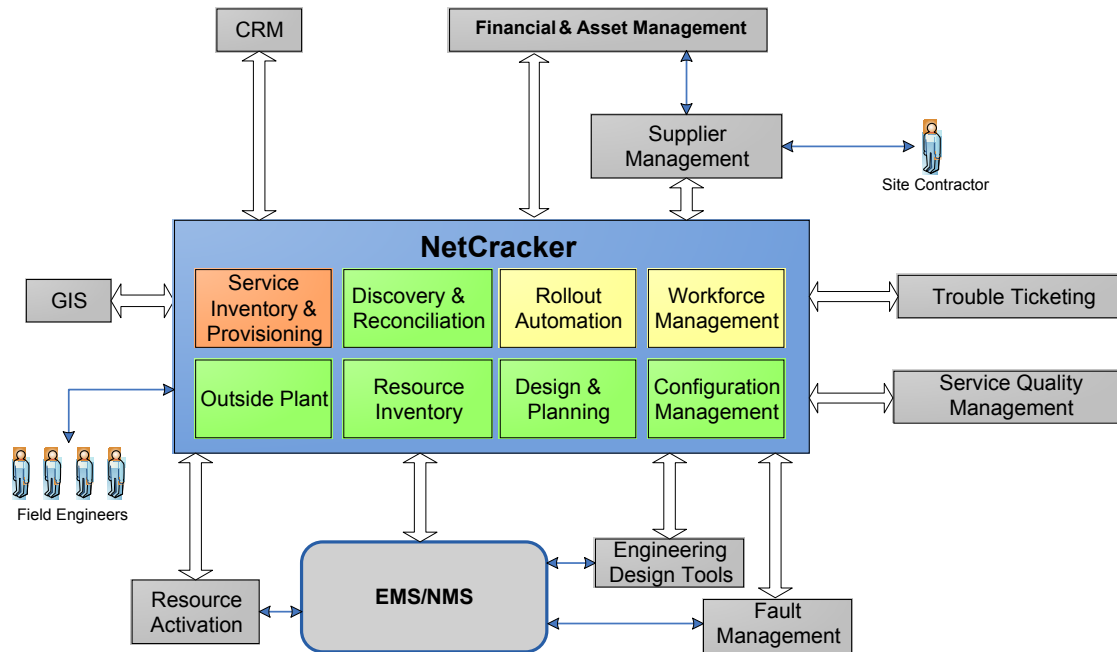 CRM
Financial & Asset Management
Supplier
Management
Site Contractor
NetCracker
Service
Inventory &
Provisioning
Discovery &
Reconciliation
Rollout
Automation
Workforce
Management
GIS
Trouble Ticketing
Outside Plant
Resource
Inventory
Design &
Planning
Configuration
Management
Service Quality
Management
Field Engineers
Resource
Activation
EMS/NMS
Engineering
Design Tools
Fault
Management